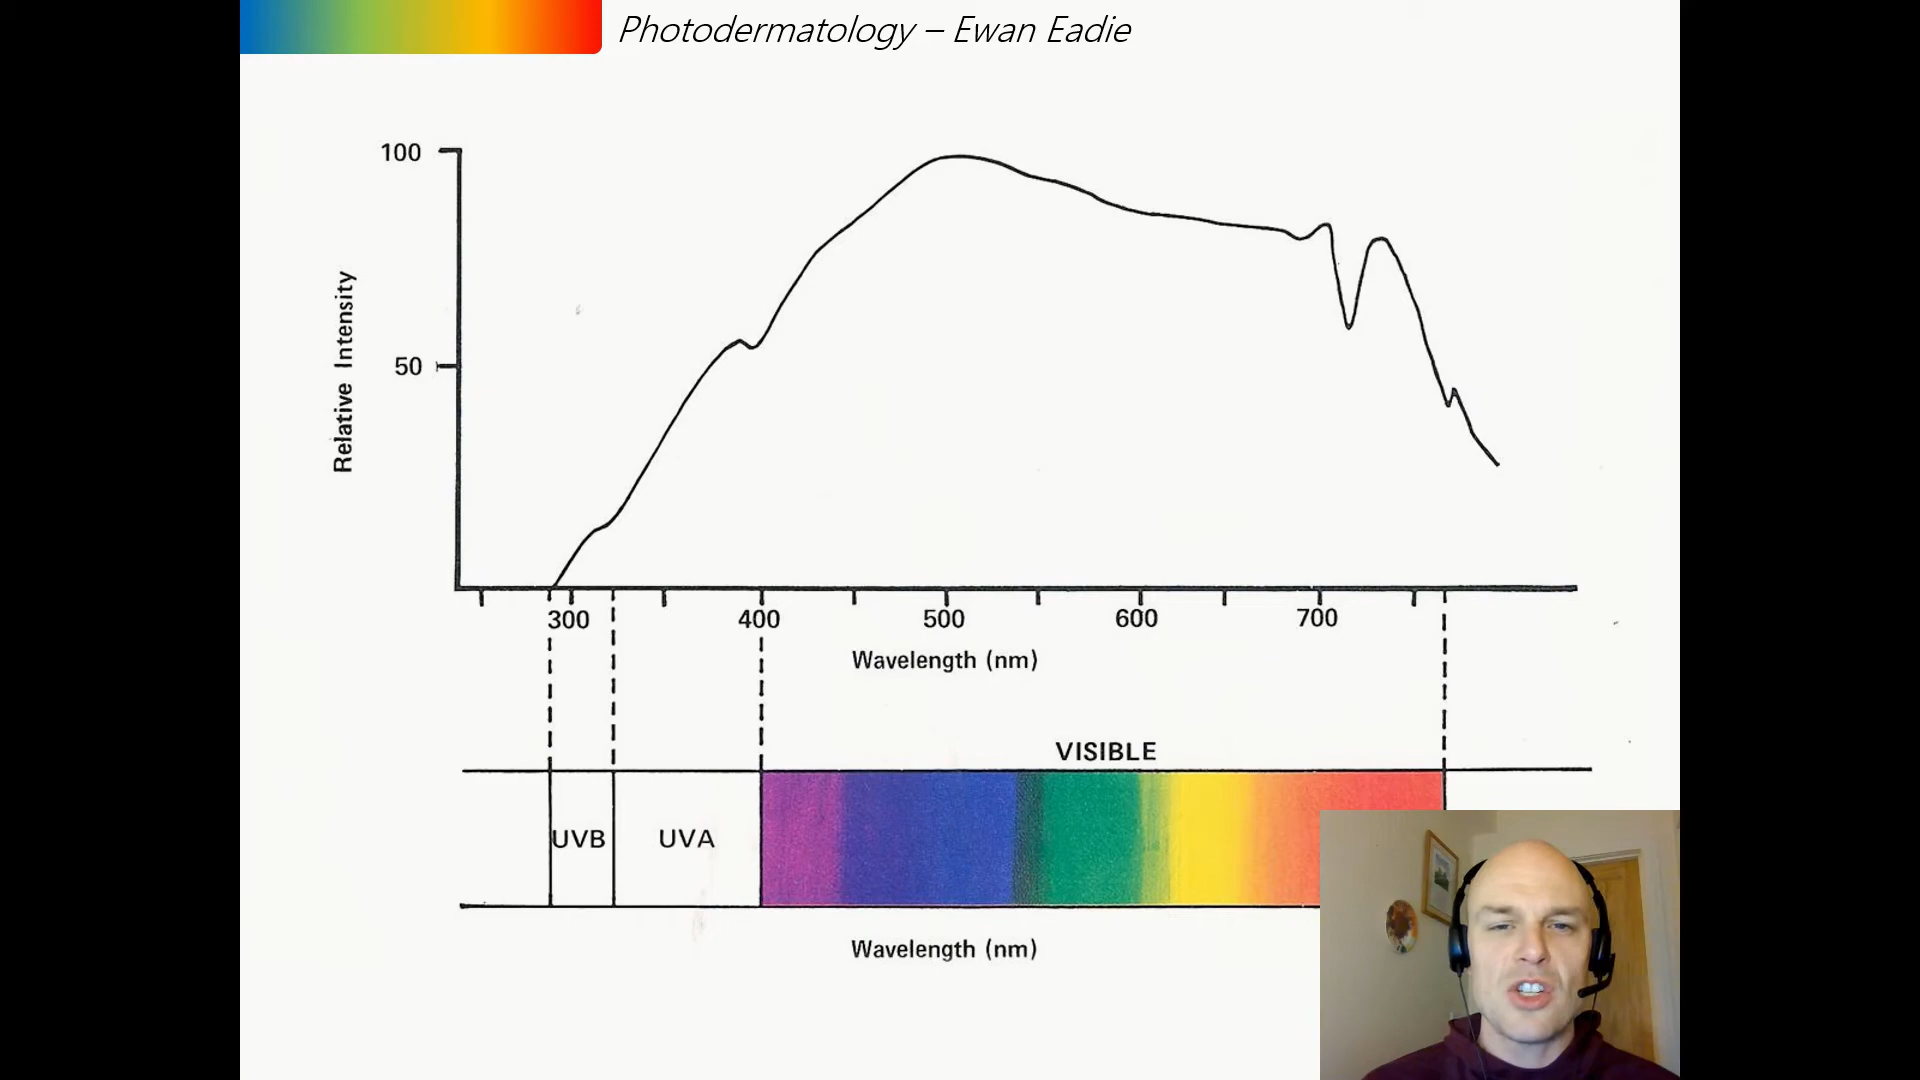 Photodermatology – Ewan Eadie
100
50
Relative Intensity
300 400 500 600 700
Wavelength (nm)
VISIBLE
UVB UVA
Wavelength (nm)